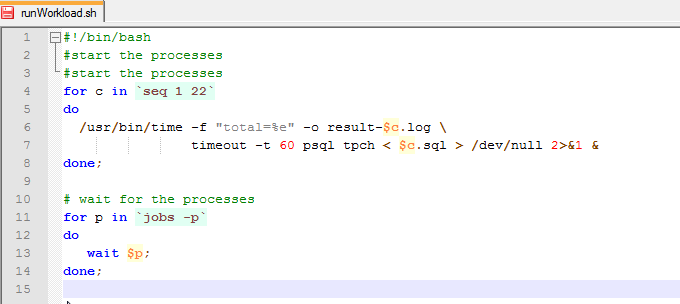 runWorkload.sh
1 #!/bin/bash
2 #start the processes
3 #start the processes
4 for c in `seq 1 22`
5 do
6 /usr/bin/time -f "total=%e" -o result-$c.log \
7 timeout -t 60 psql tpch < $c.sql > /dev/null 2>&1 &
8 done;
9
10 # wait for the processes
11 for p in `jobs -p`
12 do
13 wait $p;
14 done;
15